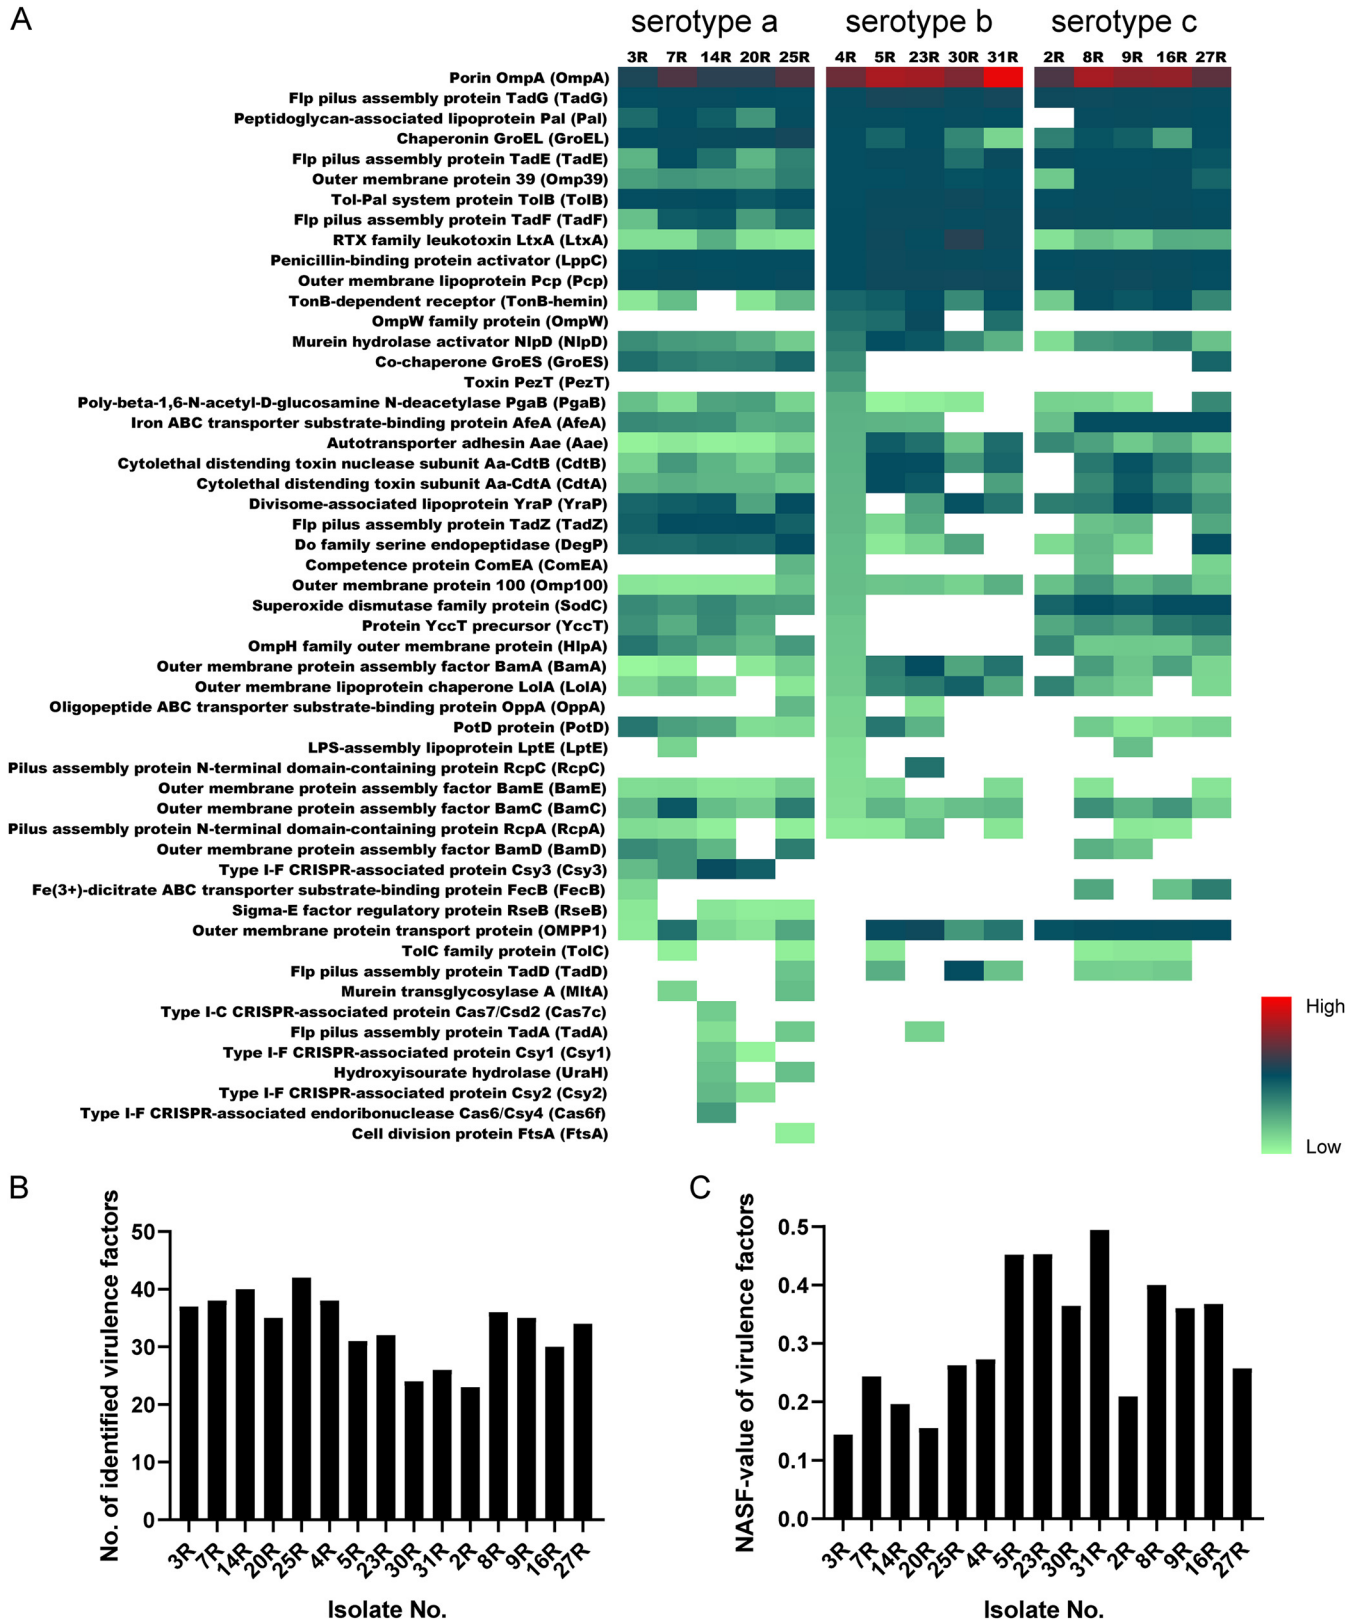 A
serotype a serotype b serotype c
3R 7R 14R 20R 25R 4R 5R 23R 30R 31R 2R 8R 9R 16R 27R
Porin OmpA (OmpA)
Flp pilus assembly protein TadG (TadG)
Peptidoglycan-associated lipoprotein Pal (Pal)
Chaperonin GroEL (GroEL)
Flp pilus assembly protein TadE (TadE)
Outer membrane protein 39 (Omp39)
Tol-Pal system protein TolB (TolB)
Flp pilus assembly protein TadF (TadF)
RTX family leukotoxin LtxA (LtxA)
Penicillin-binding protein activator (LppC)
Outer membrane lipoprotein Pcp (Pcp)
TonB-dependent receptor (TonB-hemin)
OmpW family protein (OmpW)
Murein hydrolase activator NlpD (NlpD)
Co-chaperone GroES (GroES)
Toxin PezT (PezT)
Poly-beta-1,6-N-acetyl-D-glucosamine N-deacetylase PgaB (PgaB)
Iron ABC transporter substrate-binding protein AfeA (AfeA)
Autotransporter adhesin Aae (Aae)
Cytolethal distending toxin nuclease subunit Aa-CdtB (CdtB)
Cytolethal distending toxin subunit Aa-CdtA (CdtA)
Divisome-associated lipoprotein YraP (YraP)
Flp pilus assembly protein TadZ (TadZ)
Do family serine endopeptidase (DegP)
Competence protein ComEA (ComEA)
Outer membrane protein 100 (Omp100)
Superoxide dismutase family protein (SodC)
Protein YccT precursor (YccT)
OmpH family outer membrane protein (HlpA)
Outer membrane protein assembly factor BamA (BamA)
Outer membrane lipoprotein chaperone LolA (LolA)
Oligopeptide ABC transporter substrate-binding protein OppA (OppA)
PotD protein (PotD)
LPS-assembly lipoprotein LptE (LptE)
Pilus assembly protein N-terminal domain-containing protein RcpC (RcpC)
Outer membrane protein assembly factor BamE (BamE)
Outer membrane protein assembly factor BamC (BamC)
Pilus assembly protein N-terminal domain-containing protein RcpA (RcpA)
Outer membrane protein assembly factor BamD (BamD)
Type I-F CRISPR-associated protein Csy3 (Csy3)
Fe(3+)-dicitrate ABC transporter substrate-binding protein FecB (FecB)
Sigma-E factor regulatory protein RseB (RseB)
Outer membrane protein transport protein (OMPP1)
TolC family protein (TolC)
Flp pilus assembly protein TadD (TadD)
Murein transglycosylase A (MltA)
Type I-C CRISPR-associated protein Cas7/Csd2 (Cas7c)
Flp pilus assembly protein TadA (TadA)
Type I-F CRISPR-associated protein Csy1 (Csy1)
Hydroxyisourate hydrolase (UraH)
Type I-F CRISPR-associated protein Csy2 (Csy2)
Type I-F CRISPR-associated endoribonuclease Cas6/Csy4 (Cas6f)
Cell division protein FtsA (FtsA)
High
Low
B
No. of identified virulence factors
50
40
30
20
10
0
3R 7R 14R 20R 25R 4R 5R 23R 30R 31R 2R 8R 9R 16R 27R
Isolate No.
C
NASF-value of virulence factors
0.5
0.4
0.3
0.2
0.1
0.0
3R 7R 14R 20R 25R 4R 5R 23R 30R 31R 2R 8R 9R 16R 27R
Isolate No.